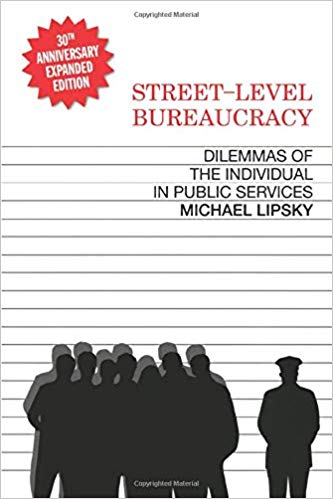 Copyrighted Material
30TH
ANNIVERSARY
EXPANDED
EDITION
STREET–LEVEL
BUREAUCRACY
DILEMMAS OF
THE INDIVIDUAL
IN PUBLIC SERVICES
MICHAEL LIPSKY
Copyrighted Material